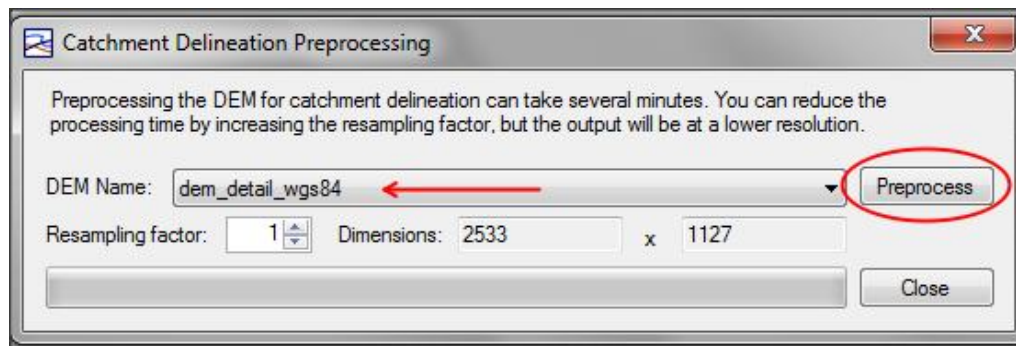 Catchment Delineation Preprocessing
Preprocessing the DEM for catchment delineation can take several minutes. You can reduce the
processing time by increasing the resampling factor, but the output will be at a lower resolution.
DEM Name: dem_detail_wgs84 Preprocess
Resampling factor: 1 Dimensions: 2533 x 1127
Close